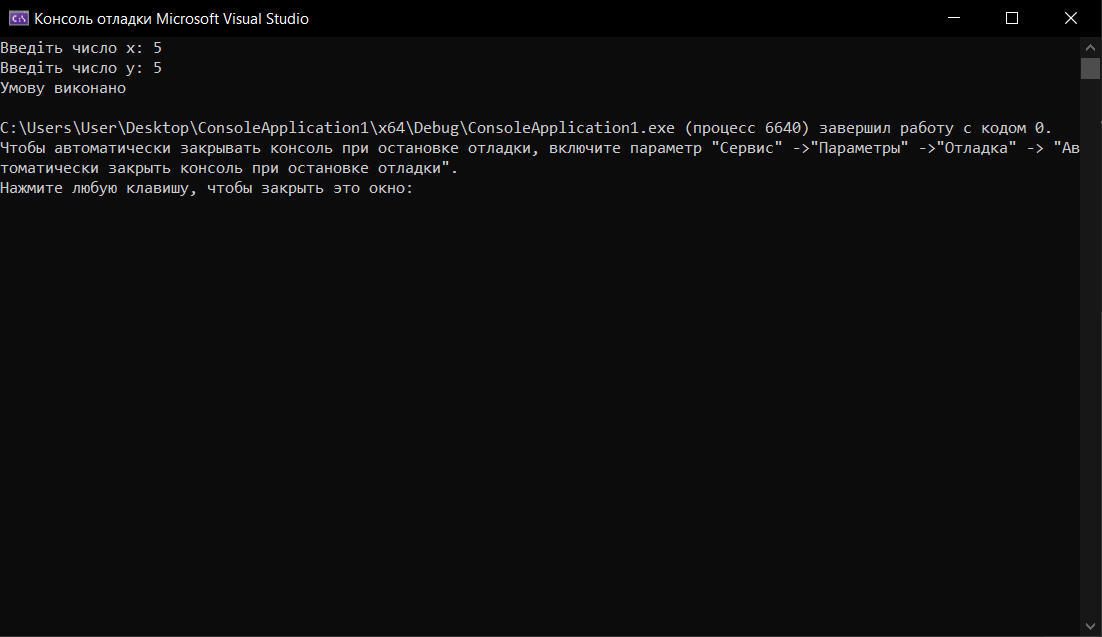 Консоль отладки Microsoft Visual Studio
Введіть число x: 5
Введіть число y: 5
Умову виконано
C:\Users\User\Desktop\ConsoleApplication1\x64\Debug\ConsoleApplication1.exe (процесс 6640) завершил работу с кодом 0.
Чтобы автоматически закрывать консоль при остановке отладки, включите параметр "Сервис" ->"Параметры" ->"Отладка" -> "Ав
томатически закрыть консоль при остановке отладки".
Нажмите любую клавишу, чтобы закрыть это окно: